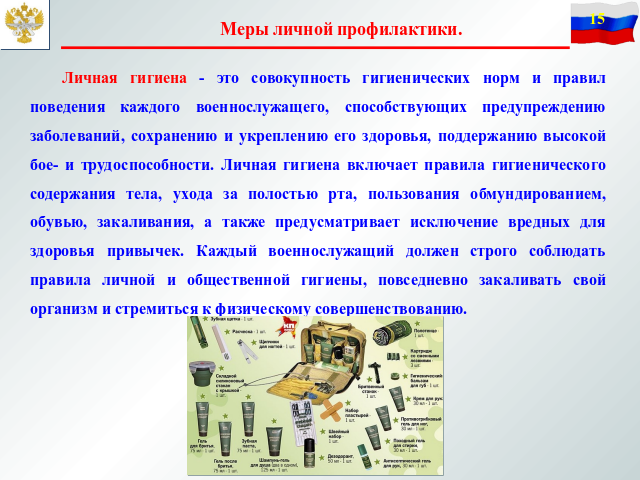 Меры личной профилактики.
15
Личная гигиена - это совокупность гигиенических норм и правил
поведения каждого военнослужащего, способствующих предупреждению
заболеваний, сохранению и укреплению его здоровья, поддержанию высокой
бое- и трудоспособности. Личная гигиена включает правила гигиенического
содержания тела, ухода за полостью рта, пользования обмундированием,
обувью, закаливания, а также предусматривает исключение вредных для
здоровья привычек. Каждый военнослужащий должен строго соблюдать
правила личной и общественной гигиены, повседневно закаливать свой
организм и стремиться к физическому совершенствованию.
Зубная щетка - 1 шт.
Расческа -
1 шт.
Щипчики
для ногтей - 1 шт.
Складной
силиконовый
стакан
с крышкой
1 шт.
Полотенце -
1 шт.
Картридж
со сменными
лезвиями -
3 шт.
Гигиенический
бальзам
для губ - 1 шт.
Бритвенный
станок -
1 шт.
Крем для рук,
30 мл - 1 шт.
Набор
пластырей -
1 шт.
Противогрибковый
гель для ног,
30 мл - 1 шт.
Швейный
набор -
1 шт.
Походный гель
для стирки,
30 мл - 1 шт.
Дезодорант,
50 мл - 1 шт.
Антисептический гель
для рук, 30 мл - 1 шт.
Гель
для бритья,
75 мл - 1 шт.
Гель после
бритья,
75 мл - 1 шт.
Зубная
паста,
75 мл - 1 шт.
Шампунь-гель
для душа (два в одном),
125 мл - 1 шт.